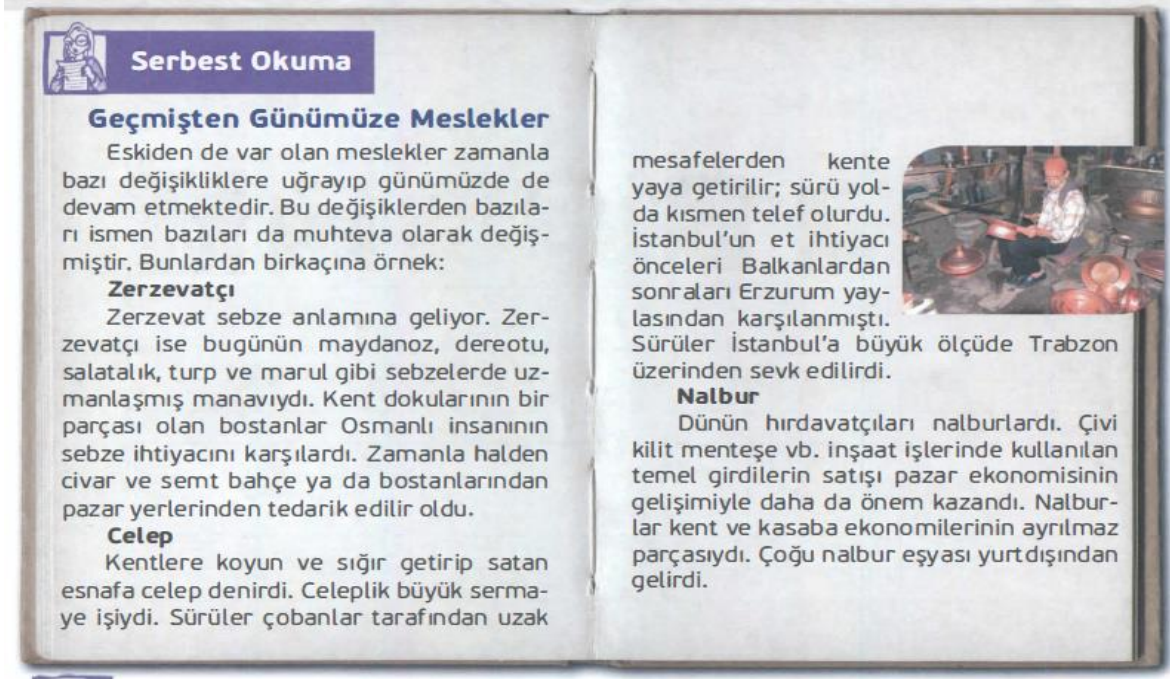 Serbest Okuma
Geçmişten Günümüze Meslekler
Eskiden de var olan meslekler zamanla
bazı değişikliklere uğrayıp günümüzde de
devam etmektedir. Bu değişiklerden bazıla-
rı ismen bazıları da muhteva olarak değiş-
miştir. Bunlardan birkaçına örnek:
Zerzevatçı
Zerzevat sebze anlamına geliyor. Zer-
zevatçı ise bugünün maydanoz, dereotu,
salatalık, turp ve marul gibi sebzelerde uz-
manlaşmış manavıydı. Kent dokularının bir
parçası olan bostanlar Osmanlı insanının
sebze ihtiyacını karşılardı. Zamanla halden
civar ve semt bahçe ya da bostanlarından
pazar yerlerinden tedarik edilir oldu.
Celep
Kentlere koyun ve sığır getirip satan
esnafa celep denirdi. Celeplik büyük serma-
ye işiydi. Sürüler çobanlar tarafından uzak
mesafelerden kente
yaya getirilir; sürü yol-
da kısmen telef olurdu.
İstanbul'un et ihtiyacı
önceleri Balkanlardan
sonraları Erzurum yay-
lasından karşılanmıştı.
Sürüler İstanbul'a büyük ölçüde Trabzon
üzerinden sevk edilirdi.
Nalbur
Dünün hırdavatçıları nalburlardı. Çivi
kilit menteşe vb. inşaat işlerinde kullanılan
temel girdilerin satışı pazar ekonomisinin
gelişimiyle daha da önem kazandı. Nalbur-
lar kent ve kasaba ekonomilerinin ayrılmaz
parçasıydı. Çoğu nalbur eşyası yurtdışından
gelirdi.